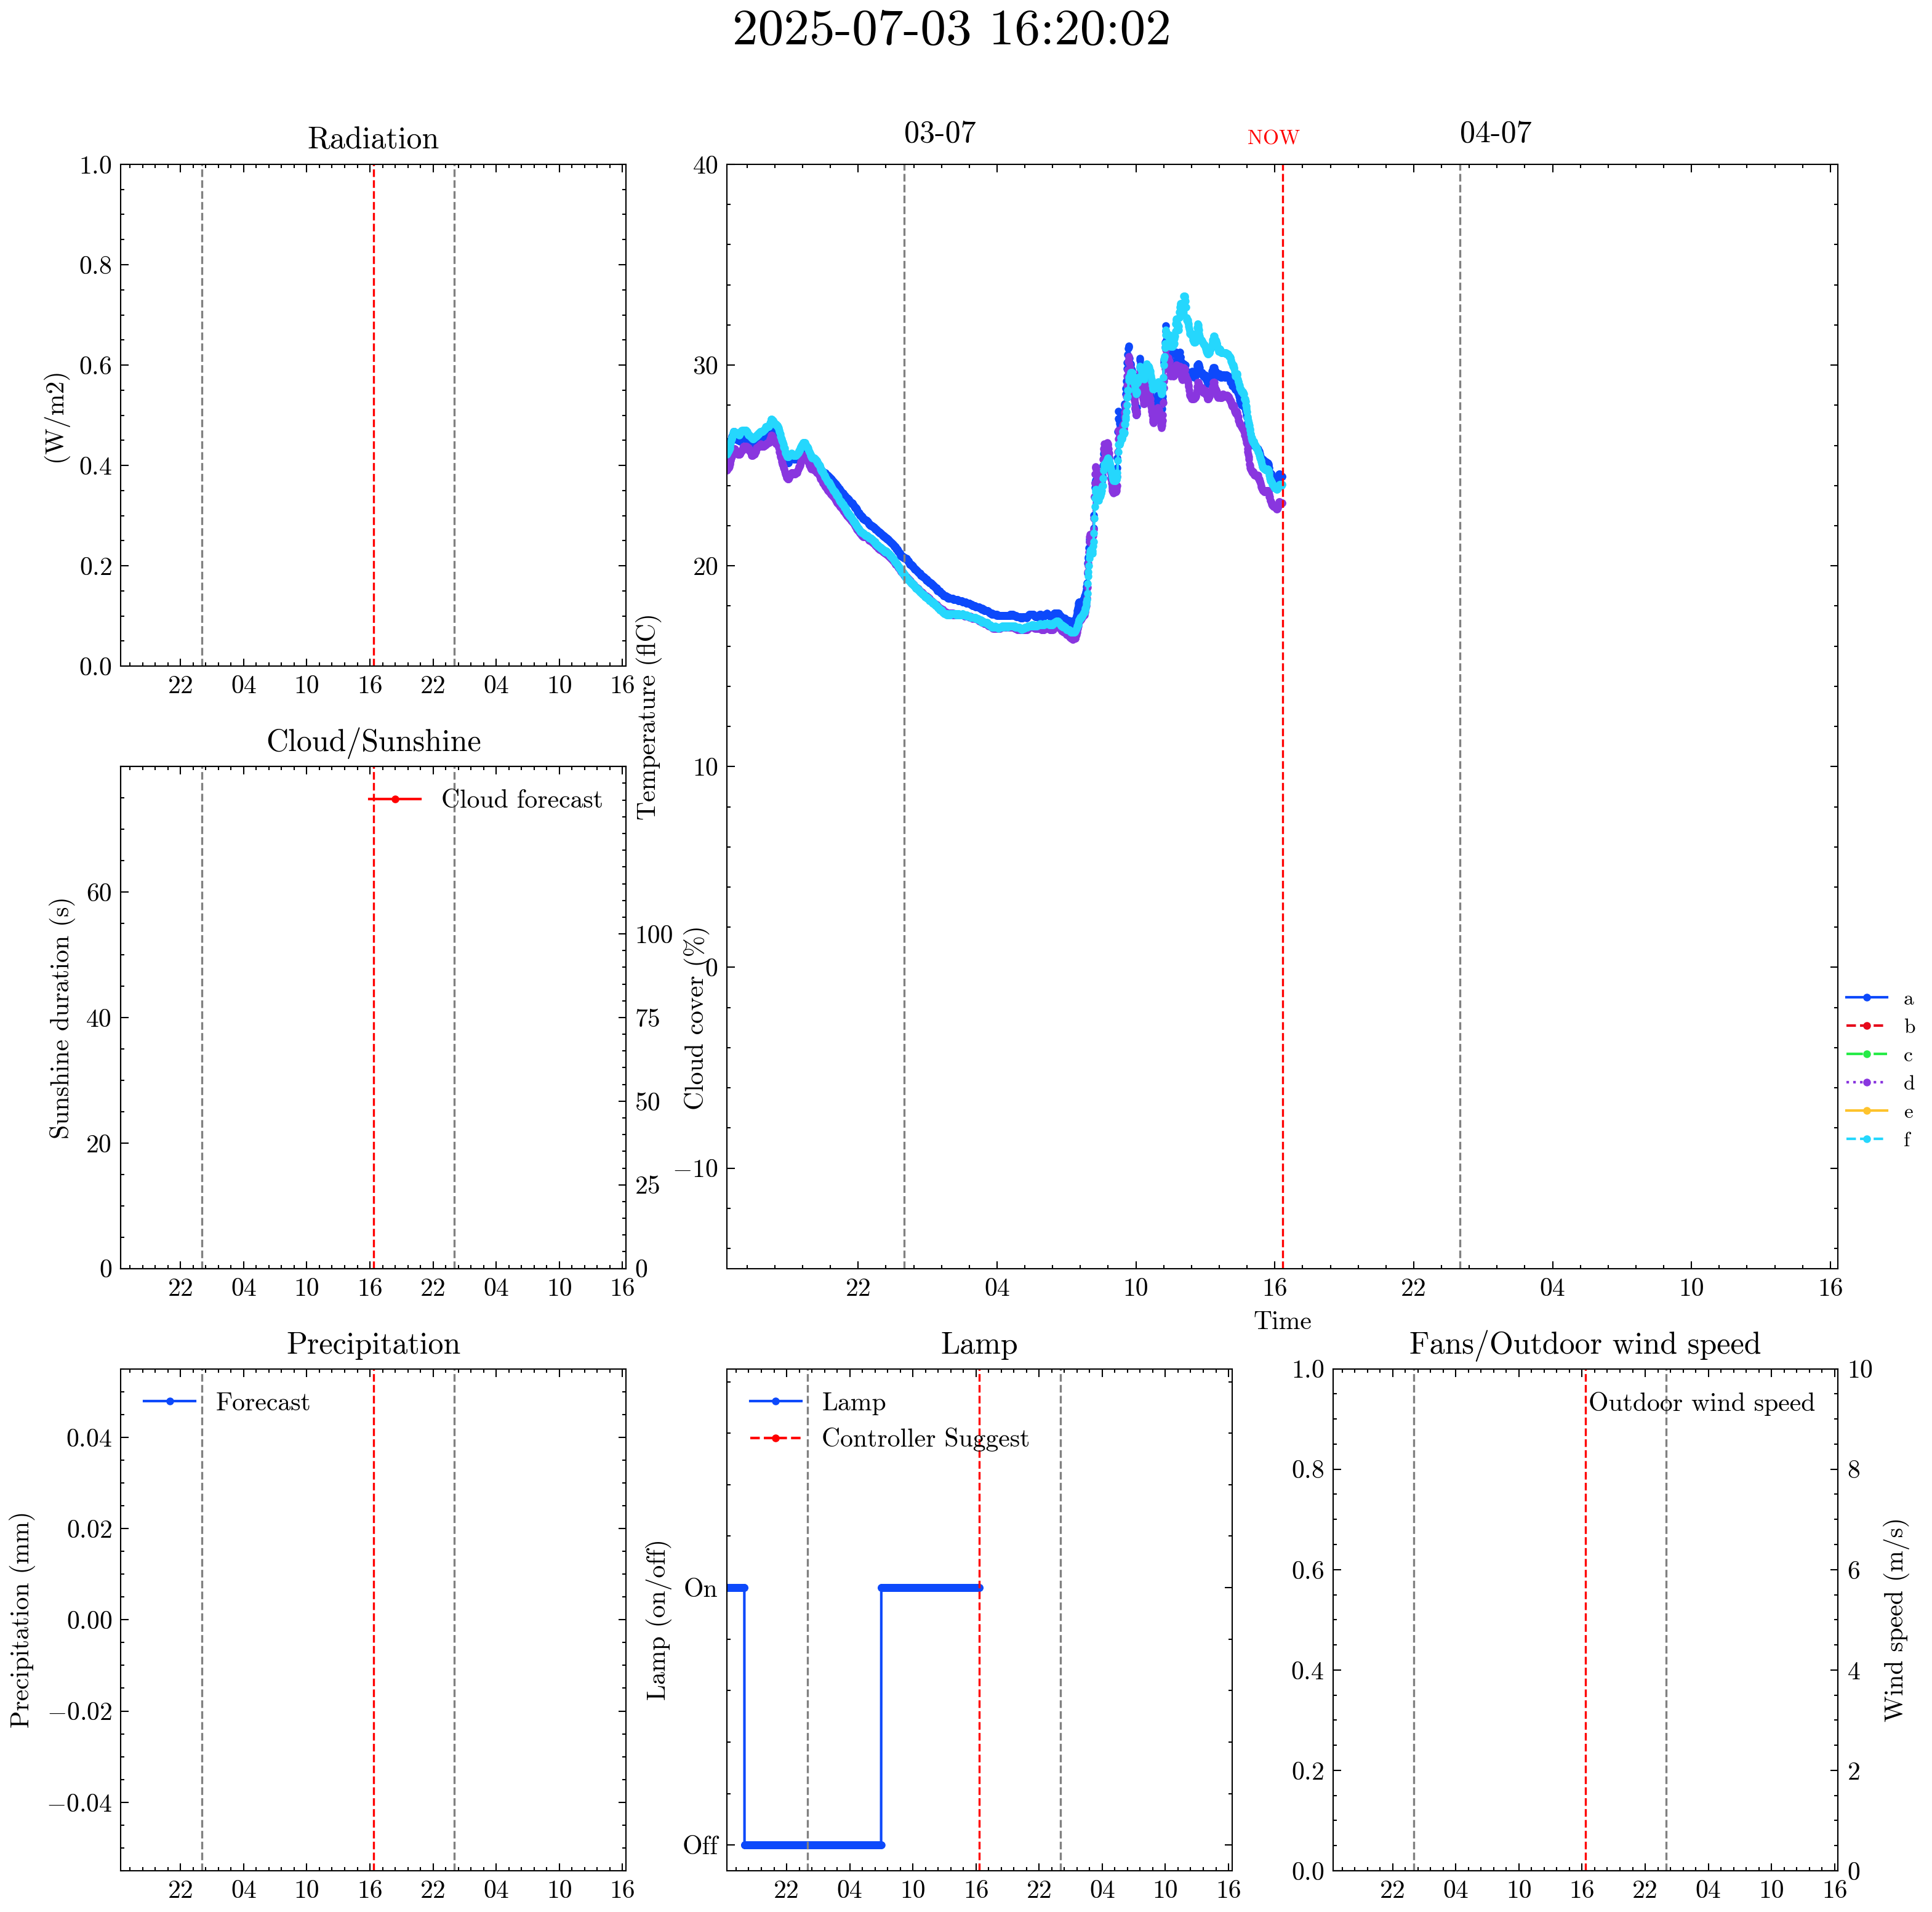 2025-07-03 16:20:02
Radiation
1.0
0.8
0.6
0.4
0.2
0.0
(W/m2)
22 04 10 16 22 04 10 16
03-07 NOW 04-07
40
30
20
10
0
−10
Temperature (flC)
22 04 10 16 22 04 10 16
Time
a
b
c
d
e
f
Cloud/Sunshine
Cloud forecast
60
40
20
0
Sunshine duration (s)
100
75
50
25
0
Cloud cover (%)
22 04 10 16 22 04 10 16
Precipitation
Forecast
0.04
0.02
0.00
−0.02
−0.04
Precipitation (mm)
22 04 10 16 22 04 10 16
Lamp
Lamp
Controller Suggest
On
Off
Lamp (on/off)
22 04 10 16 22 04 10 16
Fans/Outdoor wind speed
Outdoor wind speed
1.0
0.8
0.6
0.4
0.2
0.0
10
8
6
4
2
0
Wind speed (m/s)
22 04 10 16 22 04 10 16